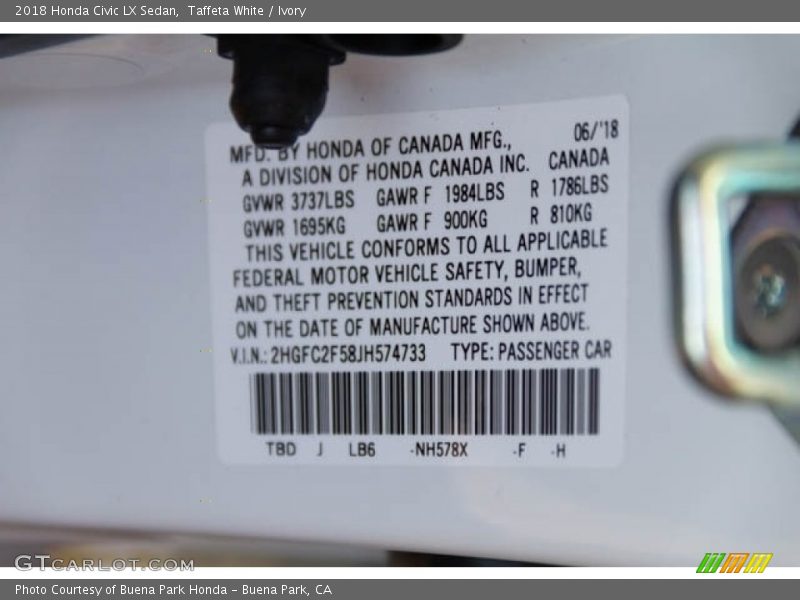 2018 Honda Civic LX Sedan, Taffeta White / Ivory
06/'18
MFD. BY HONDA OF CANADA MFG.,
A DIVISION OF HONDA CANADA INC. CANADA
GVWR 3737LBS GAWR F 1984LBS R 1786LBS
GVWR 1695KG GAWR F 900KG R 810KG
THIS VEHICLE CONFORMS TO ALL APPLICABLE
FEDERAL MOTOR VEHICLE SAFETY, BUMPER,
AND THEFT PREVENTION STANDARDS IN EFFECT
ON THE DATE OF MANUFACTURE SHOWN ABOVE.
V.I.N.: 2HGFC2F58JH574733 TYPE: PASSENGER CAR
TBD J LB6 -NH578X -F -H
GTCARLOT.COM
Photo Courtesy of Buena Park Honda - Buena Park, CA